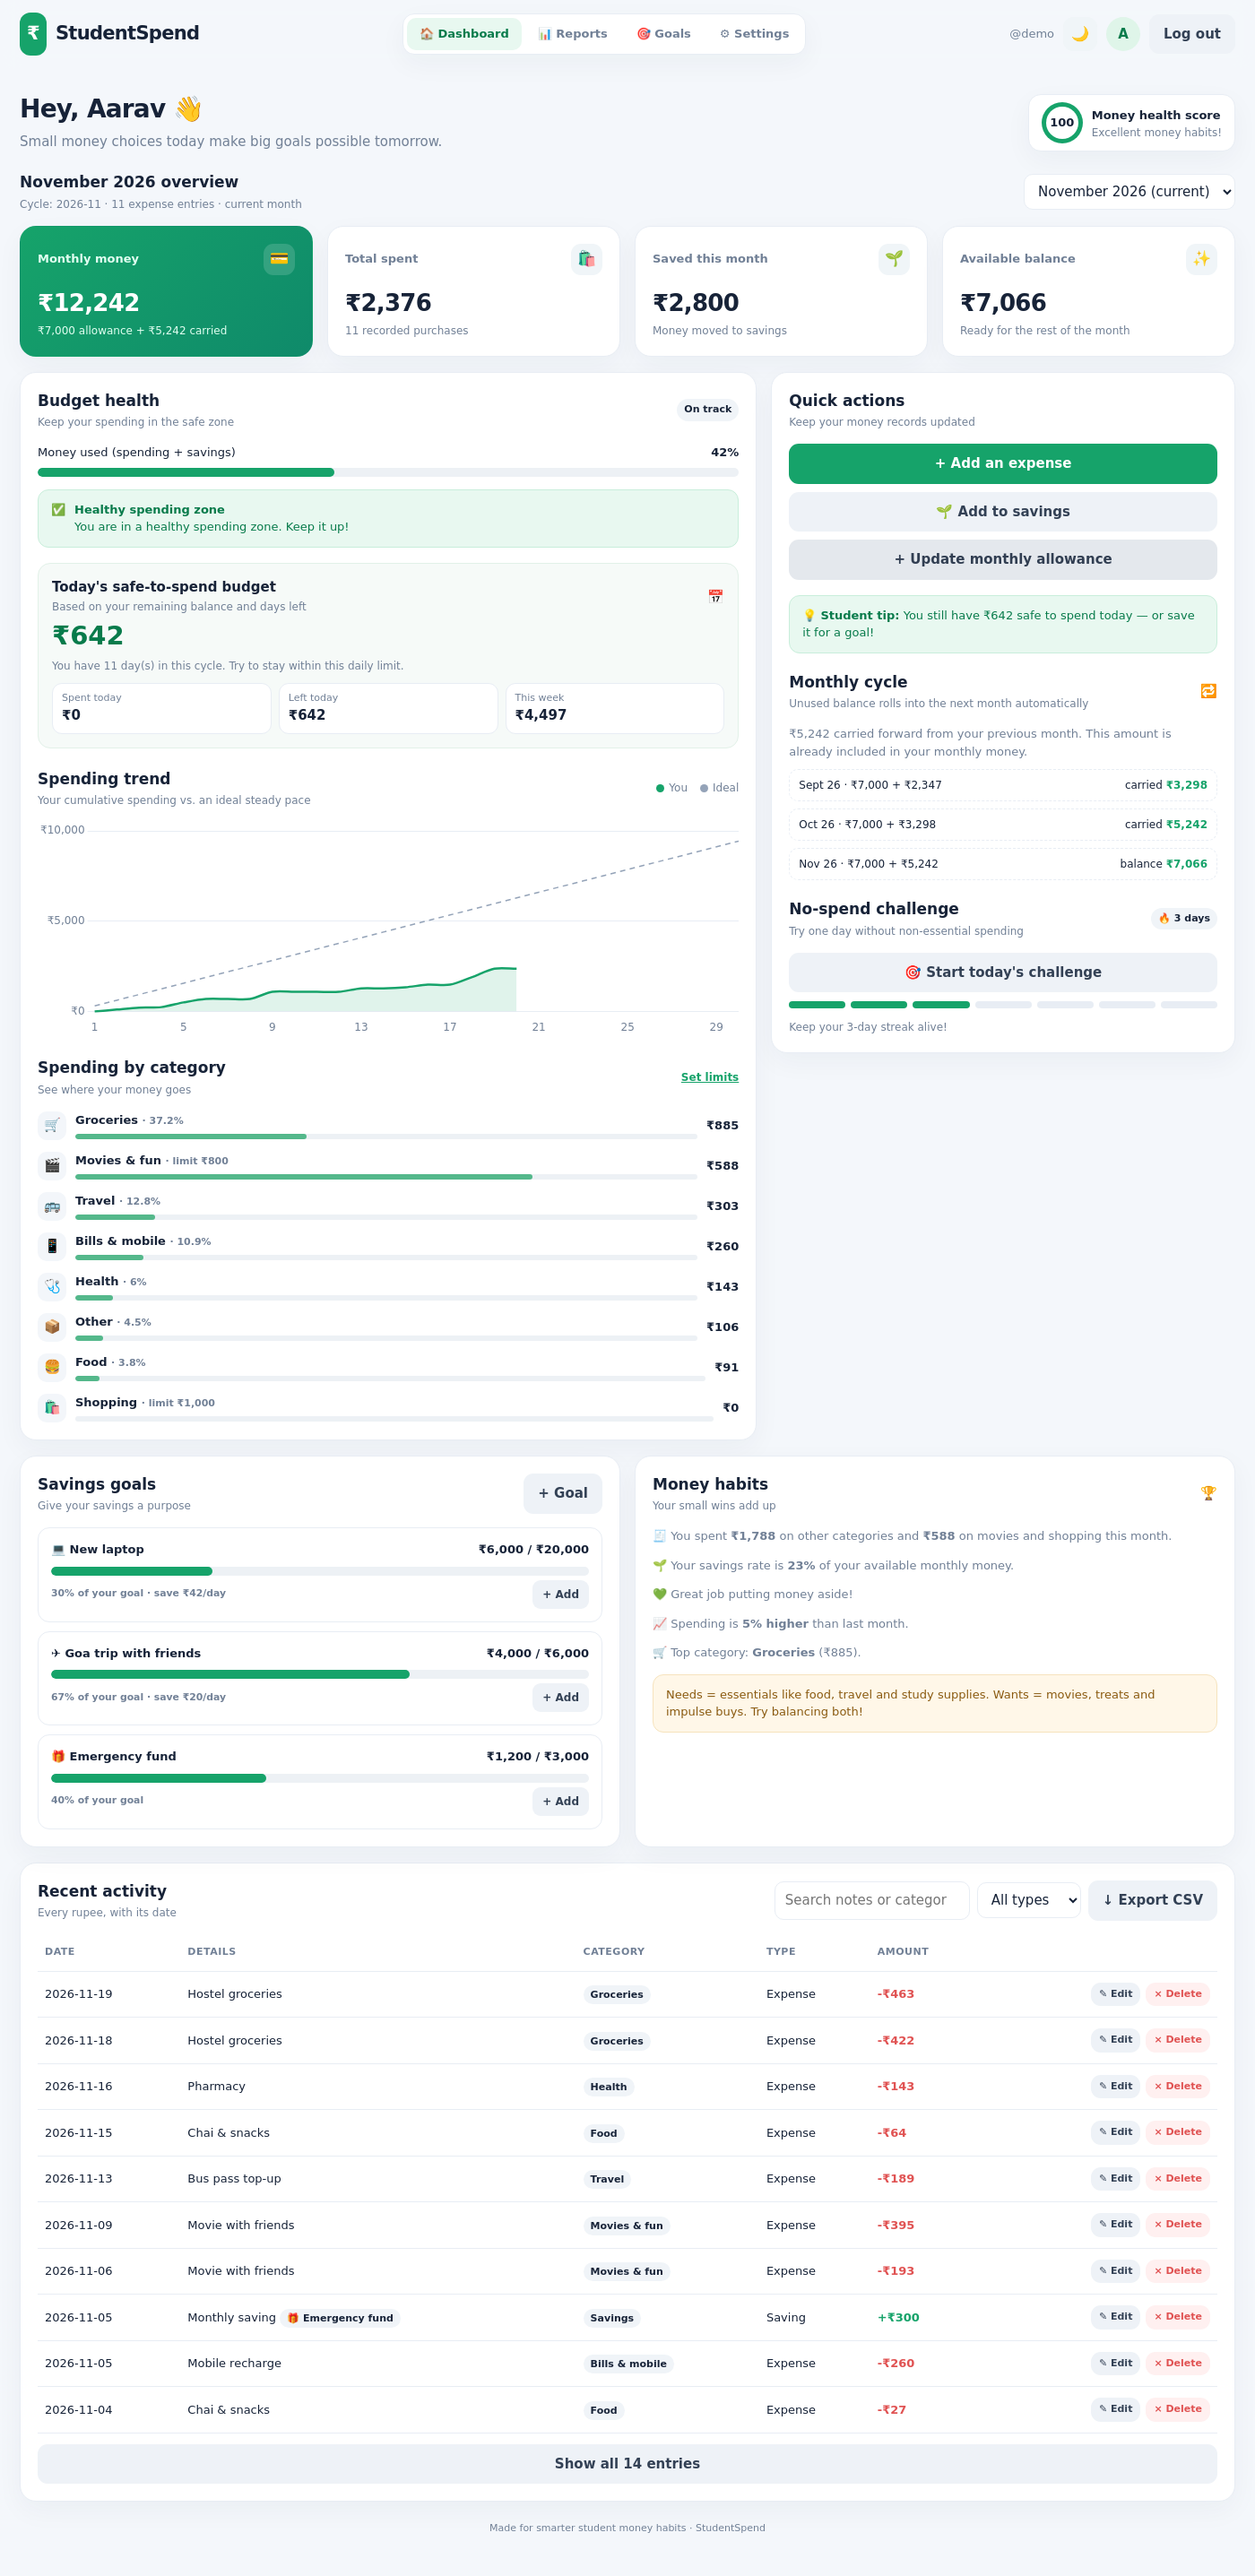 ₹ StudentSpend
🏠 Dashboard
📊 Reports
🎯 Goals
⚙ Settings
@demo
🌙
A
Log out
Hey, Aarav 👋
Small money choices today make big goals possible tomorrow.
100
Money health score
Excellent money habits!
November 2026 overview
Cycle: 2026-11 · 11 expense entries · current month
November 2026 (current)
Monthly money
₹12,242
₹7,000 allowance + ₹5,242 carried
Total spent
₹2,376
11 recorded purchases
Saved this month
₹2,800
Money moved to savings
Available balance
₹7,066
Ready for the rest of the month
Budget health
Keep your spending in the safe zone
On track
Money used (spending + savings)
42%
✅ Healthy spending zone
You are in a healthy spending zone. Keep it up!
Today's safe-to-spend budget
Based on your remaining balance and days left
₹642
You have 11 day(s) in this cycle. Try to stay within this daily limit.
Spent today
₹0
Left today
₹642
This week
₹4,497
Spending trend
Your cumulative spending vs. an ideal steady pace
You
Ideal
₹10,000
₹5,000
₹0
1 5 9 13 17 21 25 29
Spending by category
See where your money goes
Set limits
Groceries · 37.2%
₹885
Movies & fun · limit ₹800
₹588
Travel · 12.8%
₹303
Bills & mobile · 10.9%
₹260
Health · 6%
₹143
Other · 4.5%
₹106
Food · 3.8%
₹91
Shopping · limit ₹1,000
₹0
Quick actions
Keep your money records updated
+ Add an expense
🌱 Add to savings
+ Update monthly allowance
💡 Student tip: You still have ₹642 safe to spend today — or save
it for a goal!
Monthly cycle
Unused balance rolls into the next month automatically
₹5,242 carried forward from your previous month. This amount is
already included in your monthly money.
Sept 26 · ₹7,000 + ₹2,347
carried ₹3,298
Oct 26 · ₹7,000 + ₹3,298
carried ₹5,242
Nov 26 · ₹7,000 + ₹5,242
balance ₹7,066
No-spend challenge
Try one day without non-essential spending
🔥 3 days
🎯 Start today's challenge
Keep your 3-day streak alive!
Savings goals
Give your savings a purpose
+ Goal
💻 New laptop
₹6,000 / ₹20,000
30% of your goal · save ₹42/day
+ Add
✈ Goa trip with friends
₹4,000 / ₹6,000
67% of your goal · save ₹20/day
+ Add
🎁 Emergency fund
₹1,200 / ₹3,000
40% of your goal
+ Add
Money habits
Your small wins add up
🧾 You spent ₹1,788 on other categories and ₹588 on movies and shopping this month.
🌱 Your savings rate is 23% of your available monthly money.
💚 Great job putting money aside!
📈 Spending is 5% higher than last month.
🛒 Top category: Groceries (₹885).
Needs = essentials like food, travel and study supplies. Wants = movies, treats and
impulse buys. Try balancing both!
Recent activity
Every rupee, with its date
Search notes or categor
All types
↓ Export CSV
DATE DETAILS CATEGORY TYPE AMOUNT
2026-11-19 Hostel groceries Groceries Expense -₹463 ✎ Edit × Delete
2026-11-18 Hostel groceries Groceries Expense -₹422 ✎ Edit × Delete
2026-11-16 Pharmacy Health Expense -₹143 ✎ Edit × Delete
2026-11-15 Chai & snacks Food Expense -₹64 ✎ Edit × Delete
2026-11-13 Bus pass top-up Travel Expense -₹189 ✎ Edit × Delete
2026-11-09 Movie with friends Movies & fun Expense -₹395 ✎ Edit × Delete
2026-11-06 Movie with friends Movies & fun Expense -₹193 ✎ Edit × Delete
2026-11-05 Monthly saving 🎁 Emergency fund Savings Saving +₹300 ✎ Edit × Delete
2026-11-05 Mobile recharge Bills & mobile Expense -₹260 ✎ Edit × Delete
2026-11-04 Chai & snacks Food Expense -₹27 ✎ Edit × Delete
Show all 14 entries
Made for smarter student money habits · StudentSpend